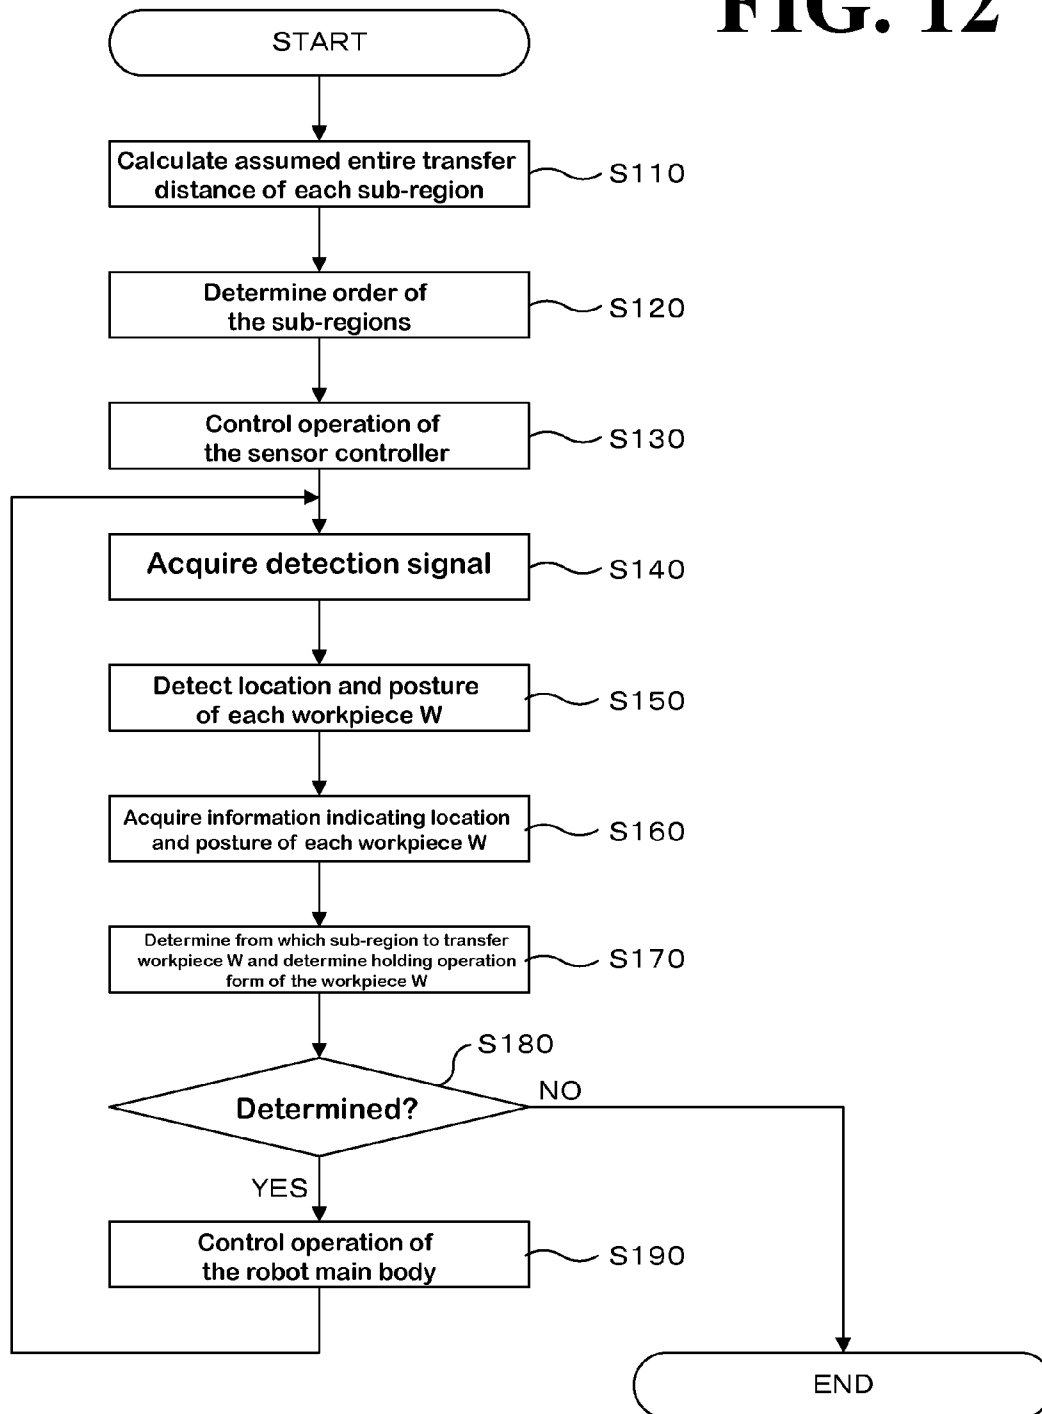 FIG. 12
START
Calculate assumed entire transfer
distance of each sub-region
S110
Determine order of
the sub-regions
S120
Control operation of
the sensor controller
S130
Acquire detection signal
S140
Detect location and posture
of each workpiece W
S150
Acquire information indicating location
and posture of each workpiece W
S160
Determine from which sub-region to transfer
workpiece W and determine holding operation
form of the workpiece W
S170
S180
Determined?
NO
YES
Control operation of
the robot main body
S190
END